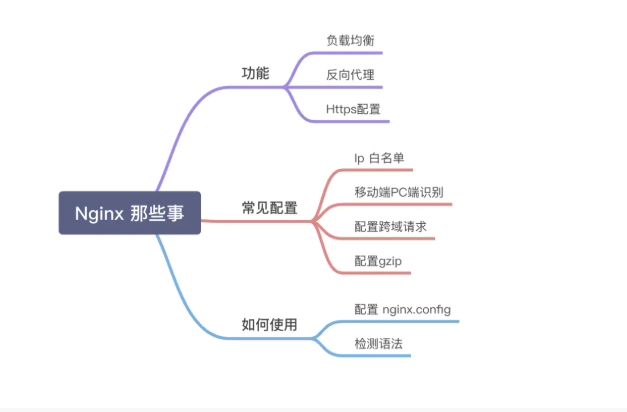 Nginx 那些事
功能
负载均衡
反向代理
Https配置
常见配置
Ip 白名单
移动端PC端识别
配置跨域请求
配置gzip
如何使用
配置 nginx.config
检测语法